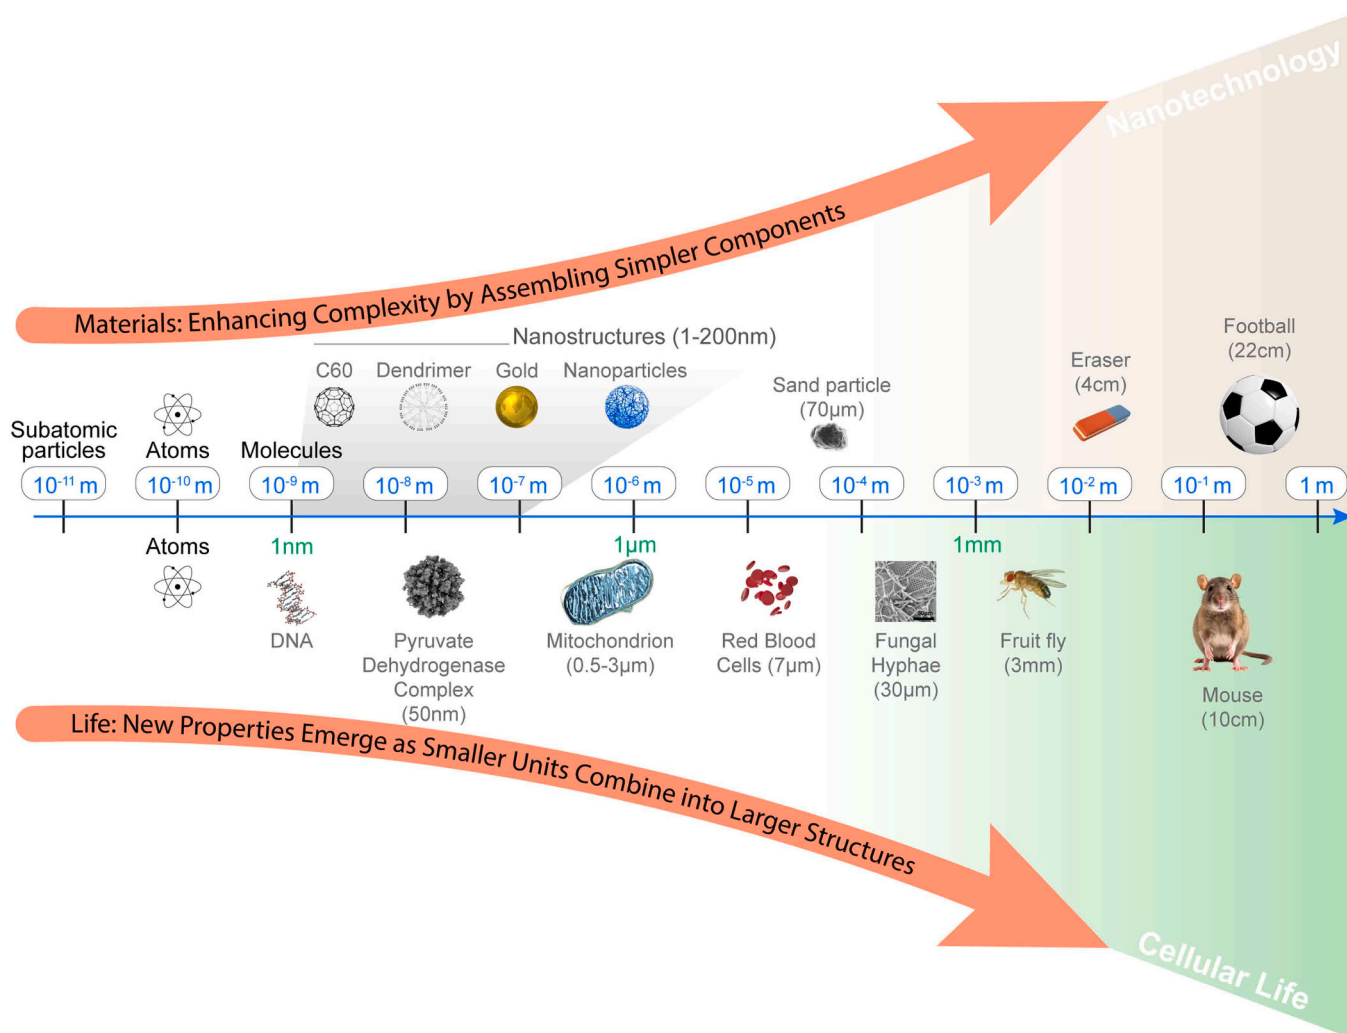 Nanotechnology
Materials: Enhancing Complexity by Assembling Simpler Components
Nanostructures (1-200nm)
C60
Dendrimer
Gold
Nanoparticles
Sand particle
(70µm)
Eraser
(4cm)
Football
(22cm)
Subatomic
particles
Atoms
Molecules
10-11 m
10-10 m
10-9 m
10-8 m
10-7 m
10-6 m
10-5 m
10-4 m
10-3 m
10-2 m
10-1 m
1 m
Atoms
1nm
1µm
1mm
DNA
Pyruvate
Dehydrogenase
Complex
(50nm)
Mitochondrion
(0.5-3µm)
Red Blood
Cells (7µm)
Fungal
Hyphae
(30µm)
Fruit fly
(3mm)
Mouse
(10cm)
Life: New Properties Emerge as Smaller Units Combine into Larger Structures
Cellular Life